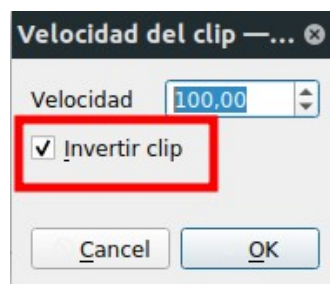 Velocidad del clip —...
Velocidad 100,00
Invertir clip
Cancel OK